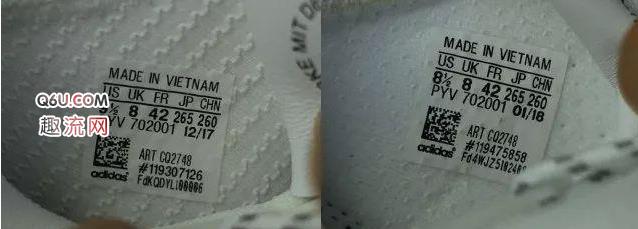 MADE IN VIETNAM
US UK FR JP CHN
8½ 8 42 265 260
PYV 702001 12/17
ART CQ2748
#119307126
FdKQDYL100006
adidas
Q6U.COM
趣流网
MADE IN VIETNAM
US UK FR JP CHN
8½ 8 42 265 260
PYV 702001 01/18
ART CQ2748
#119475858
adidas